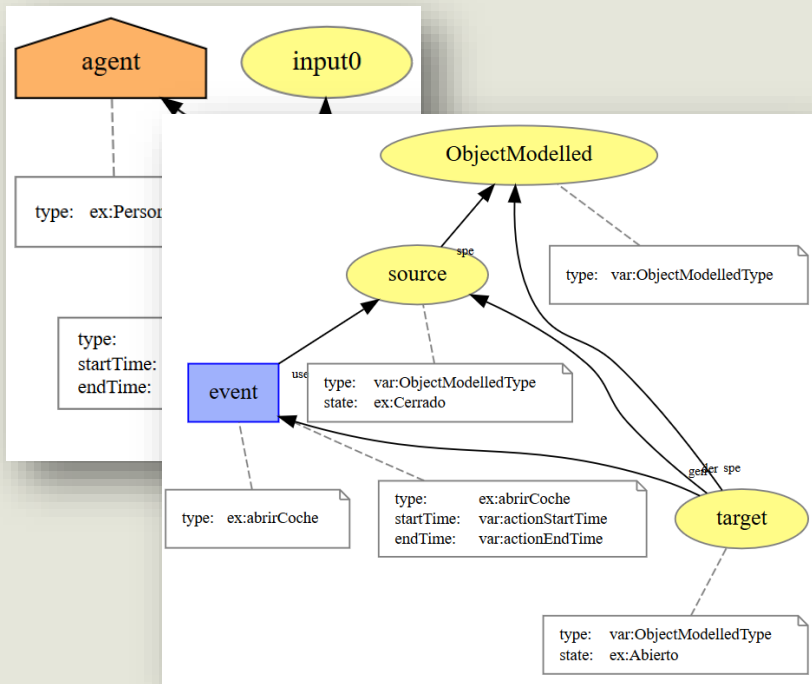 agent
input0
type: ex:Person
type:
startTime:
endTime:
ObjectModelled
spe
type: var:ObjectModelledType
source
use
type: var:ObjectModelledType
state: ex:Cerrado
event
gen
der
spe
type: ex:abrirCoche
type: ex:abrirCoche
startTime: var:actionStartTime
endTime: var:actionEndTime
target
type: var:ObjectModelledType
state: ex:Abierto